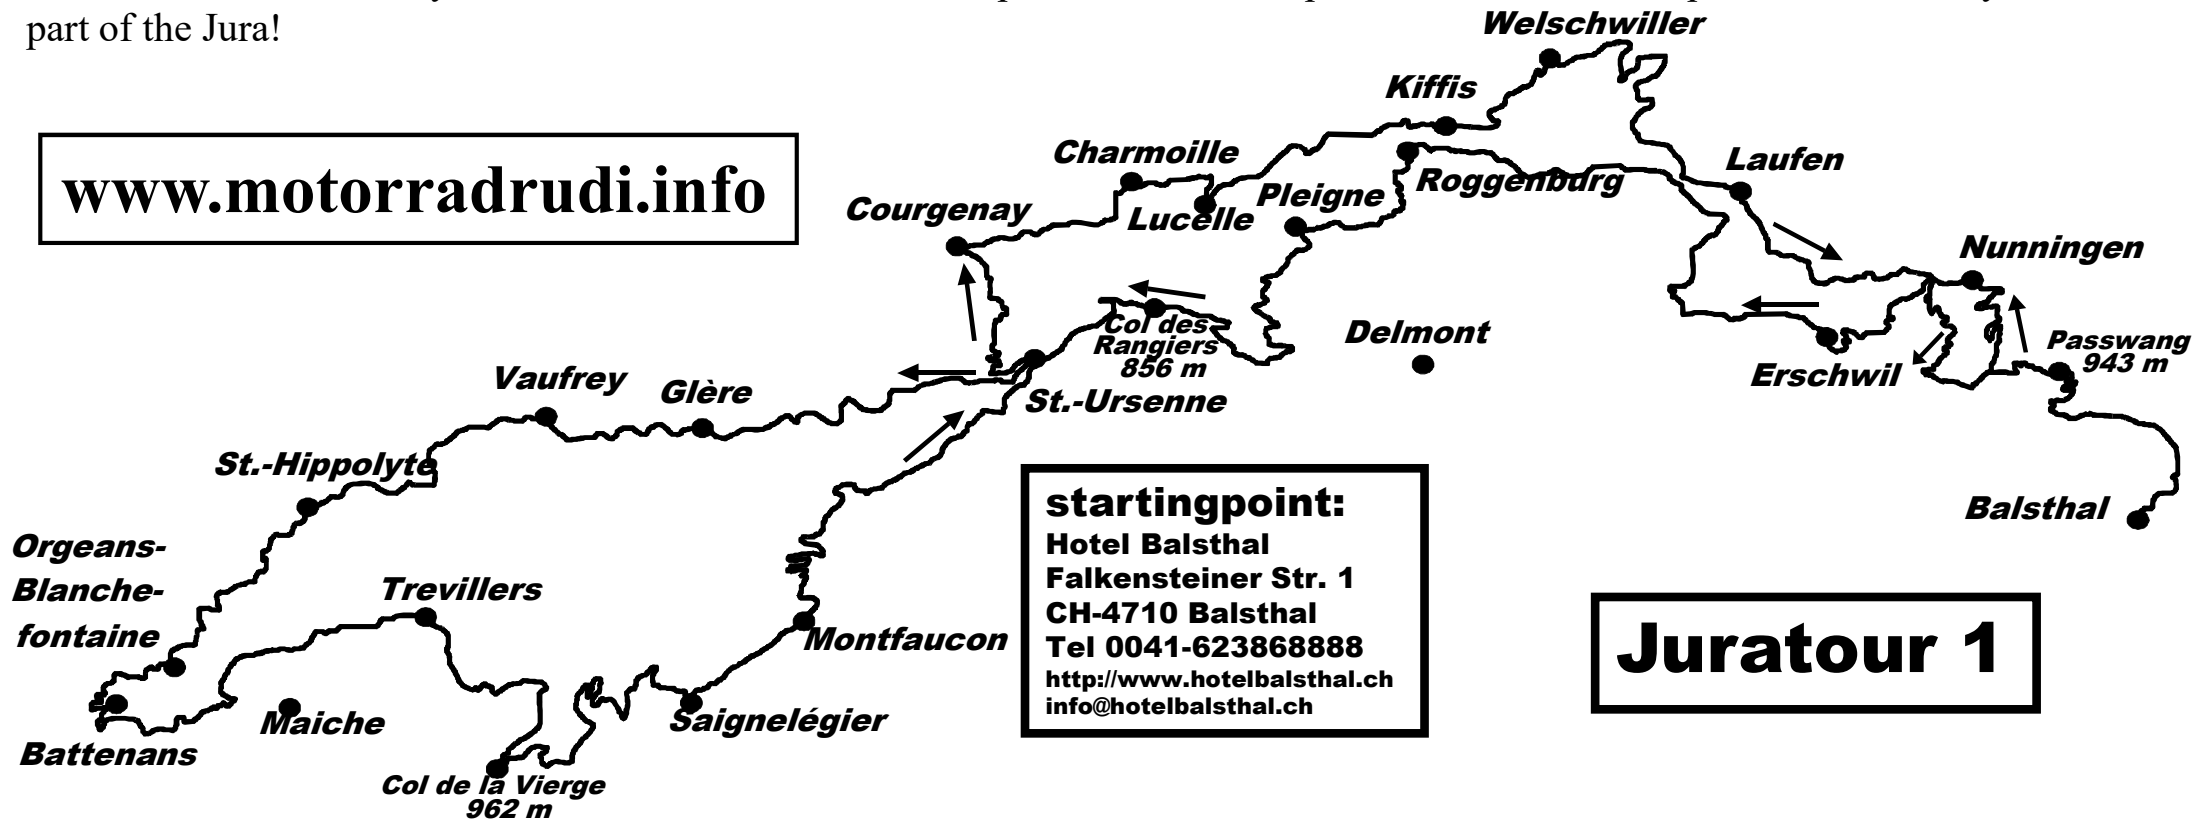 part of the Jura!
Welschwiller
Kiffis
www.motorradrudi.info
Charmoille
Laufen
Roggenburg
Pleigne
Courgenay
Lucelle
Nunningen
Col des
Rangiers
856 m
Delmont
Passwang
943 m
Vaufrey
Glère
Erschwil
St.-Ursenne
St.-Hippolyte
startingpoint:
Hotel Balsthal
Falkensteiner Str. 1
CH-4710 Balsthal
Tel 0041-623868888
http://www.hotelbalsthal.ch
info@hotelbalsthal.ch
Balsthal
Orgeans-
Blanche-
fontaine
Trevillers
Montfaucon
Juratour 1
Maiche
Saignelégier
Battenans
Col de la Vierge
962 m